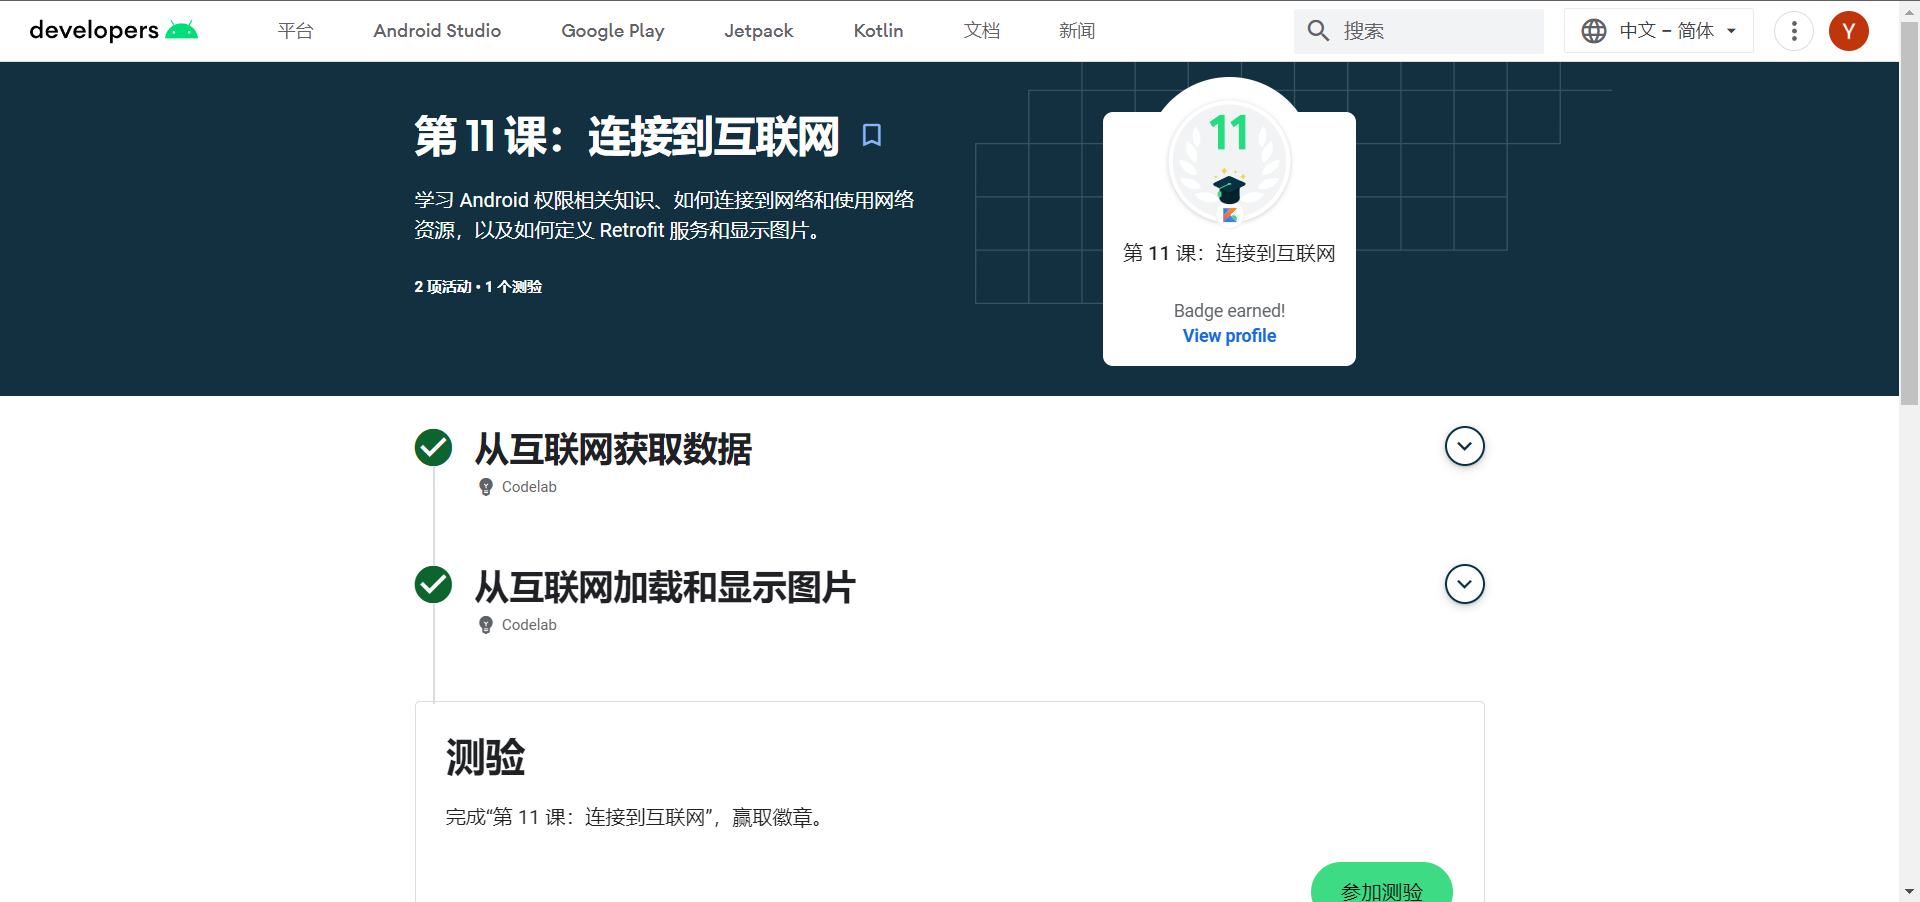 developers
平台
Android Studio
Google Play
Jetpack
Kotlin
文档
新闻
搜索
中文 – 简体
Y
第 11 课：连接到互联网
学习 Android 权限相关知识、如何连接到网络和使用网络
资源，以及如何定义 Retrofit 服务和显示图片。
2 项活动 • 1 个测验
11
第 11 课：连接到互联网
Badge earned!
View profile
从互联网获取数据
Codelab
从互联网加载和显示图片
Codelab
测验
完成“第 11 课：连接到互联网”，赢取徽章。
参加测验